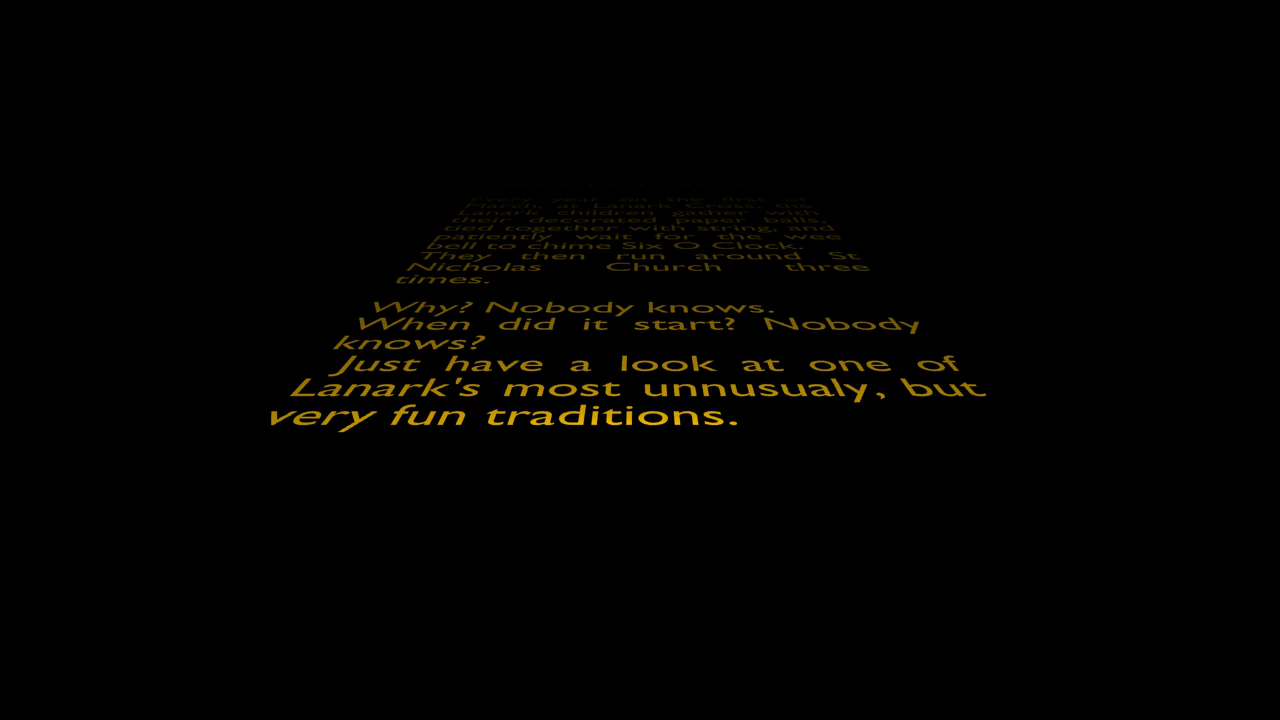 Every year on the first of
March, at Lanark Cross, the
Lanark children gather with
their decorated paper balls,
tied together with string, and
patiently wait for the wee
bell to chime Six O Clock.
They then run around St
Nicholas Church three
times.
Why? Nobody knows.
When did it start? Nobody
knows?
Just have a look at one of
Lanark's most unnusualy, but
very fun traditions.